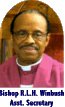 Bishop R.L.H. Winbush
Asst. Secretary